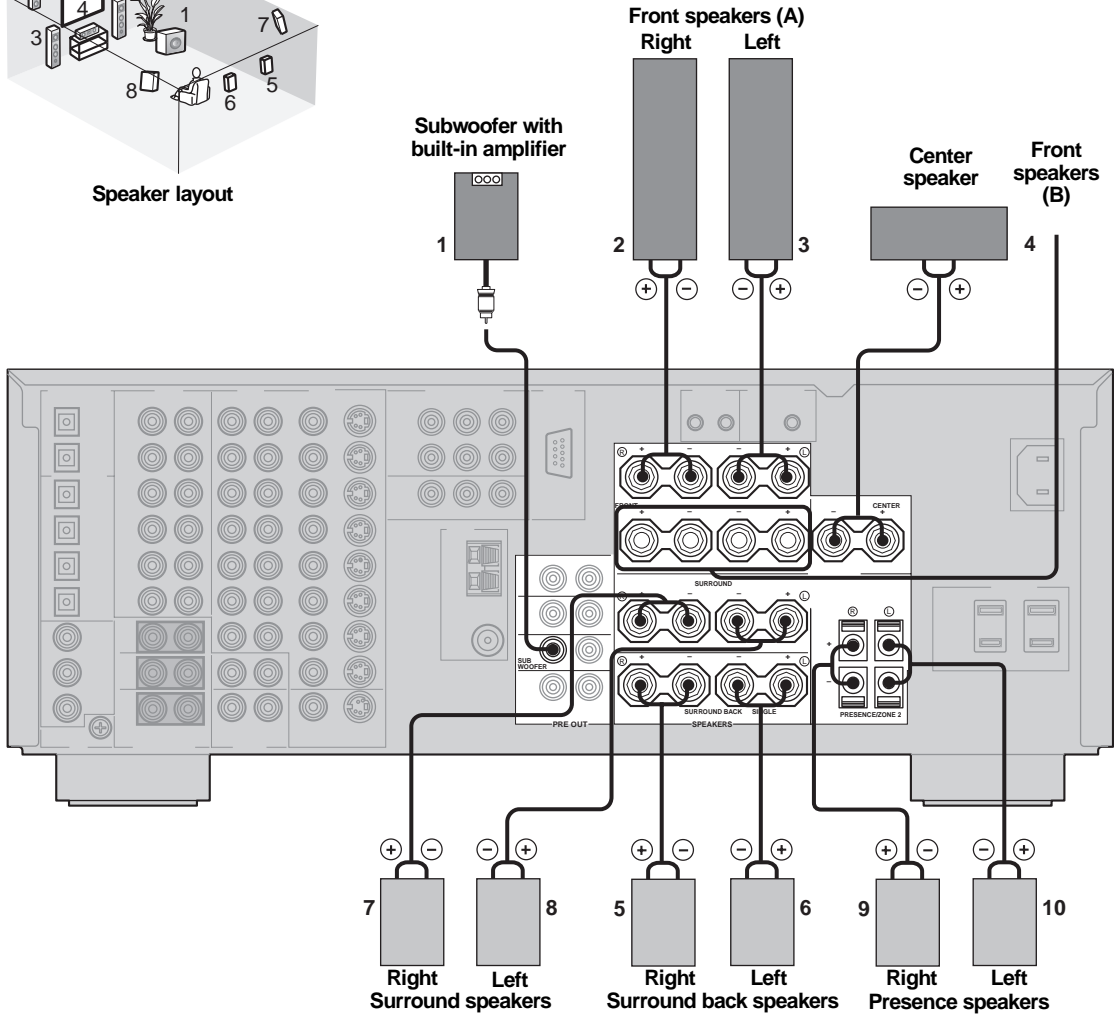 4
1
3
7
8
6
5
Speaker layout
Front speakers (A)
Right
Left
Subwoofer with
built-in amplifier
Center
speaker
Front
speakers
(B)
1
2
3
4
+ − − +
− +
R + − − + L
FRONT
− CENTER +
+ − − +
SURROUND
R + − − + L
R L
SUB
WOOFER
R + − − + L
+
−
SURROUND BACK SINGLE
PRE OUT
SPEAKERS
PRESENCE/ZONE 2
+ − − + + − − + + − − +
7
8
5
6
9
10
Right
Left
Surround speakers
Right
Left
Surround back speakers
Right
Left
Presence speakers